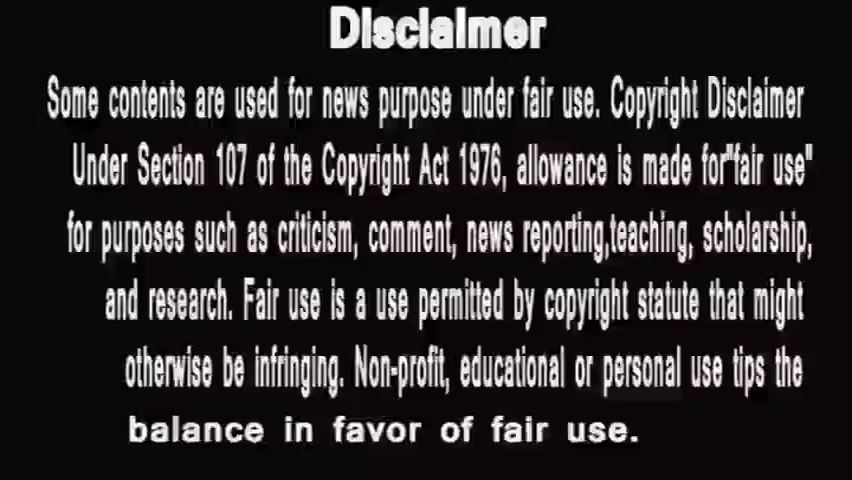 Disclaimer
Some contents are used for news purpose under fair use. Copyright Disclaimer
Under Section 107 of the Copyright Act 1976, allowance is made for"fair use"
for purposes such as criticism, comment, news reporting,teaching, scholarship,
and research. Fair use is a use permitted by copyright statute that might
otherwise be infringing. Non-profit, educational or personal use tips the
balance in favor of fair use.